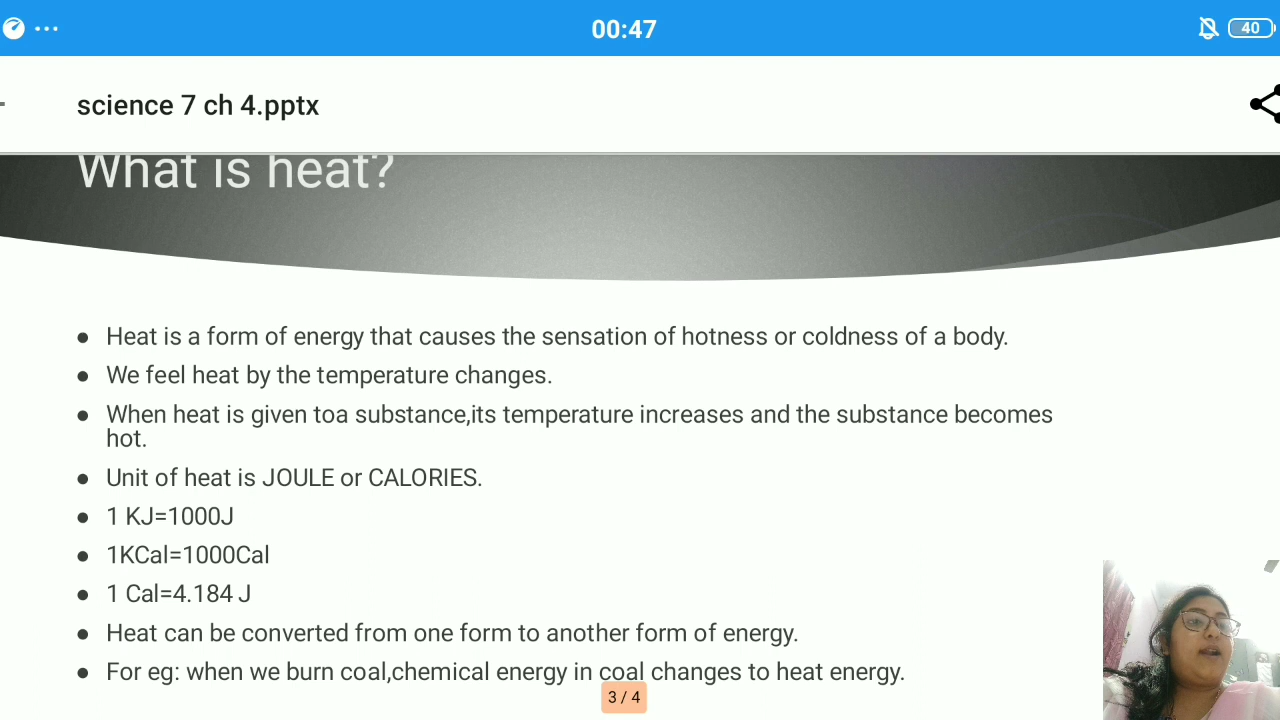 00:47
40
science 7 ch 4.pptx
What is heat?
● Heat is a form of energy that causes the sensation of hotness or coldness of a body.
● We feel heat by the temperature changes.
● When heat is given toa substance,its temperature increases and the substance becomes
hot.
● Unit of heat is JOULE or CALORIES.
● 1 KJ=1000J
● 1KCal=1000Cal
● 1 Cal=4.184 J
● Heat can be converted from one form to another form of energy.
● For eg: when we burn coal,chemical energy in coal changes to heat energy.
3 / 4